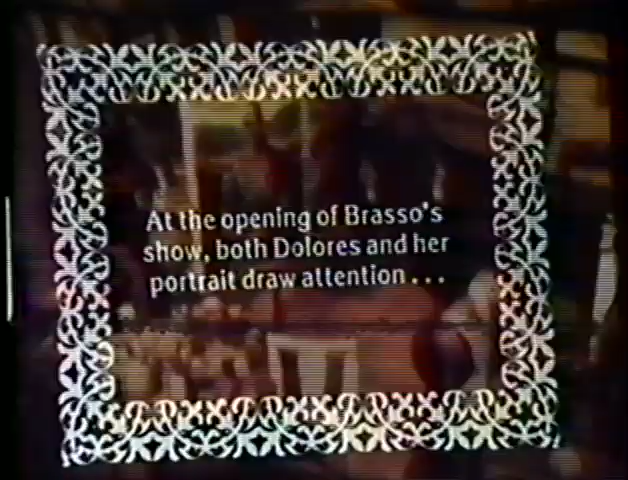 At the opening of Brasso's
show, both Dolores and her
portrait draw attention...